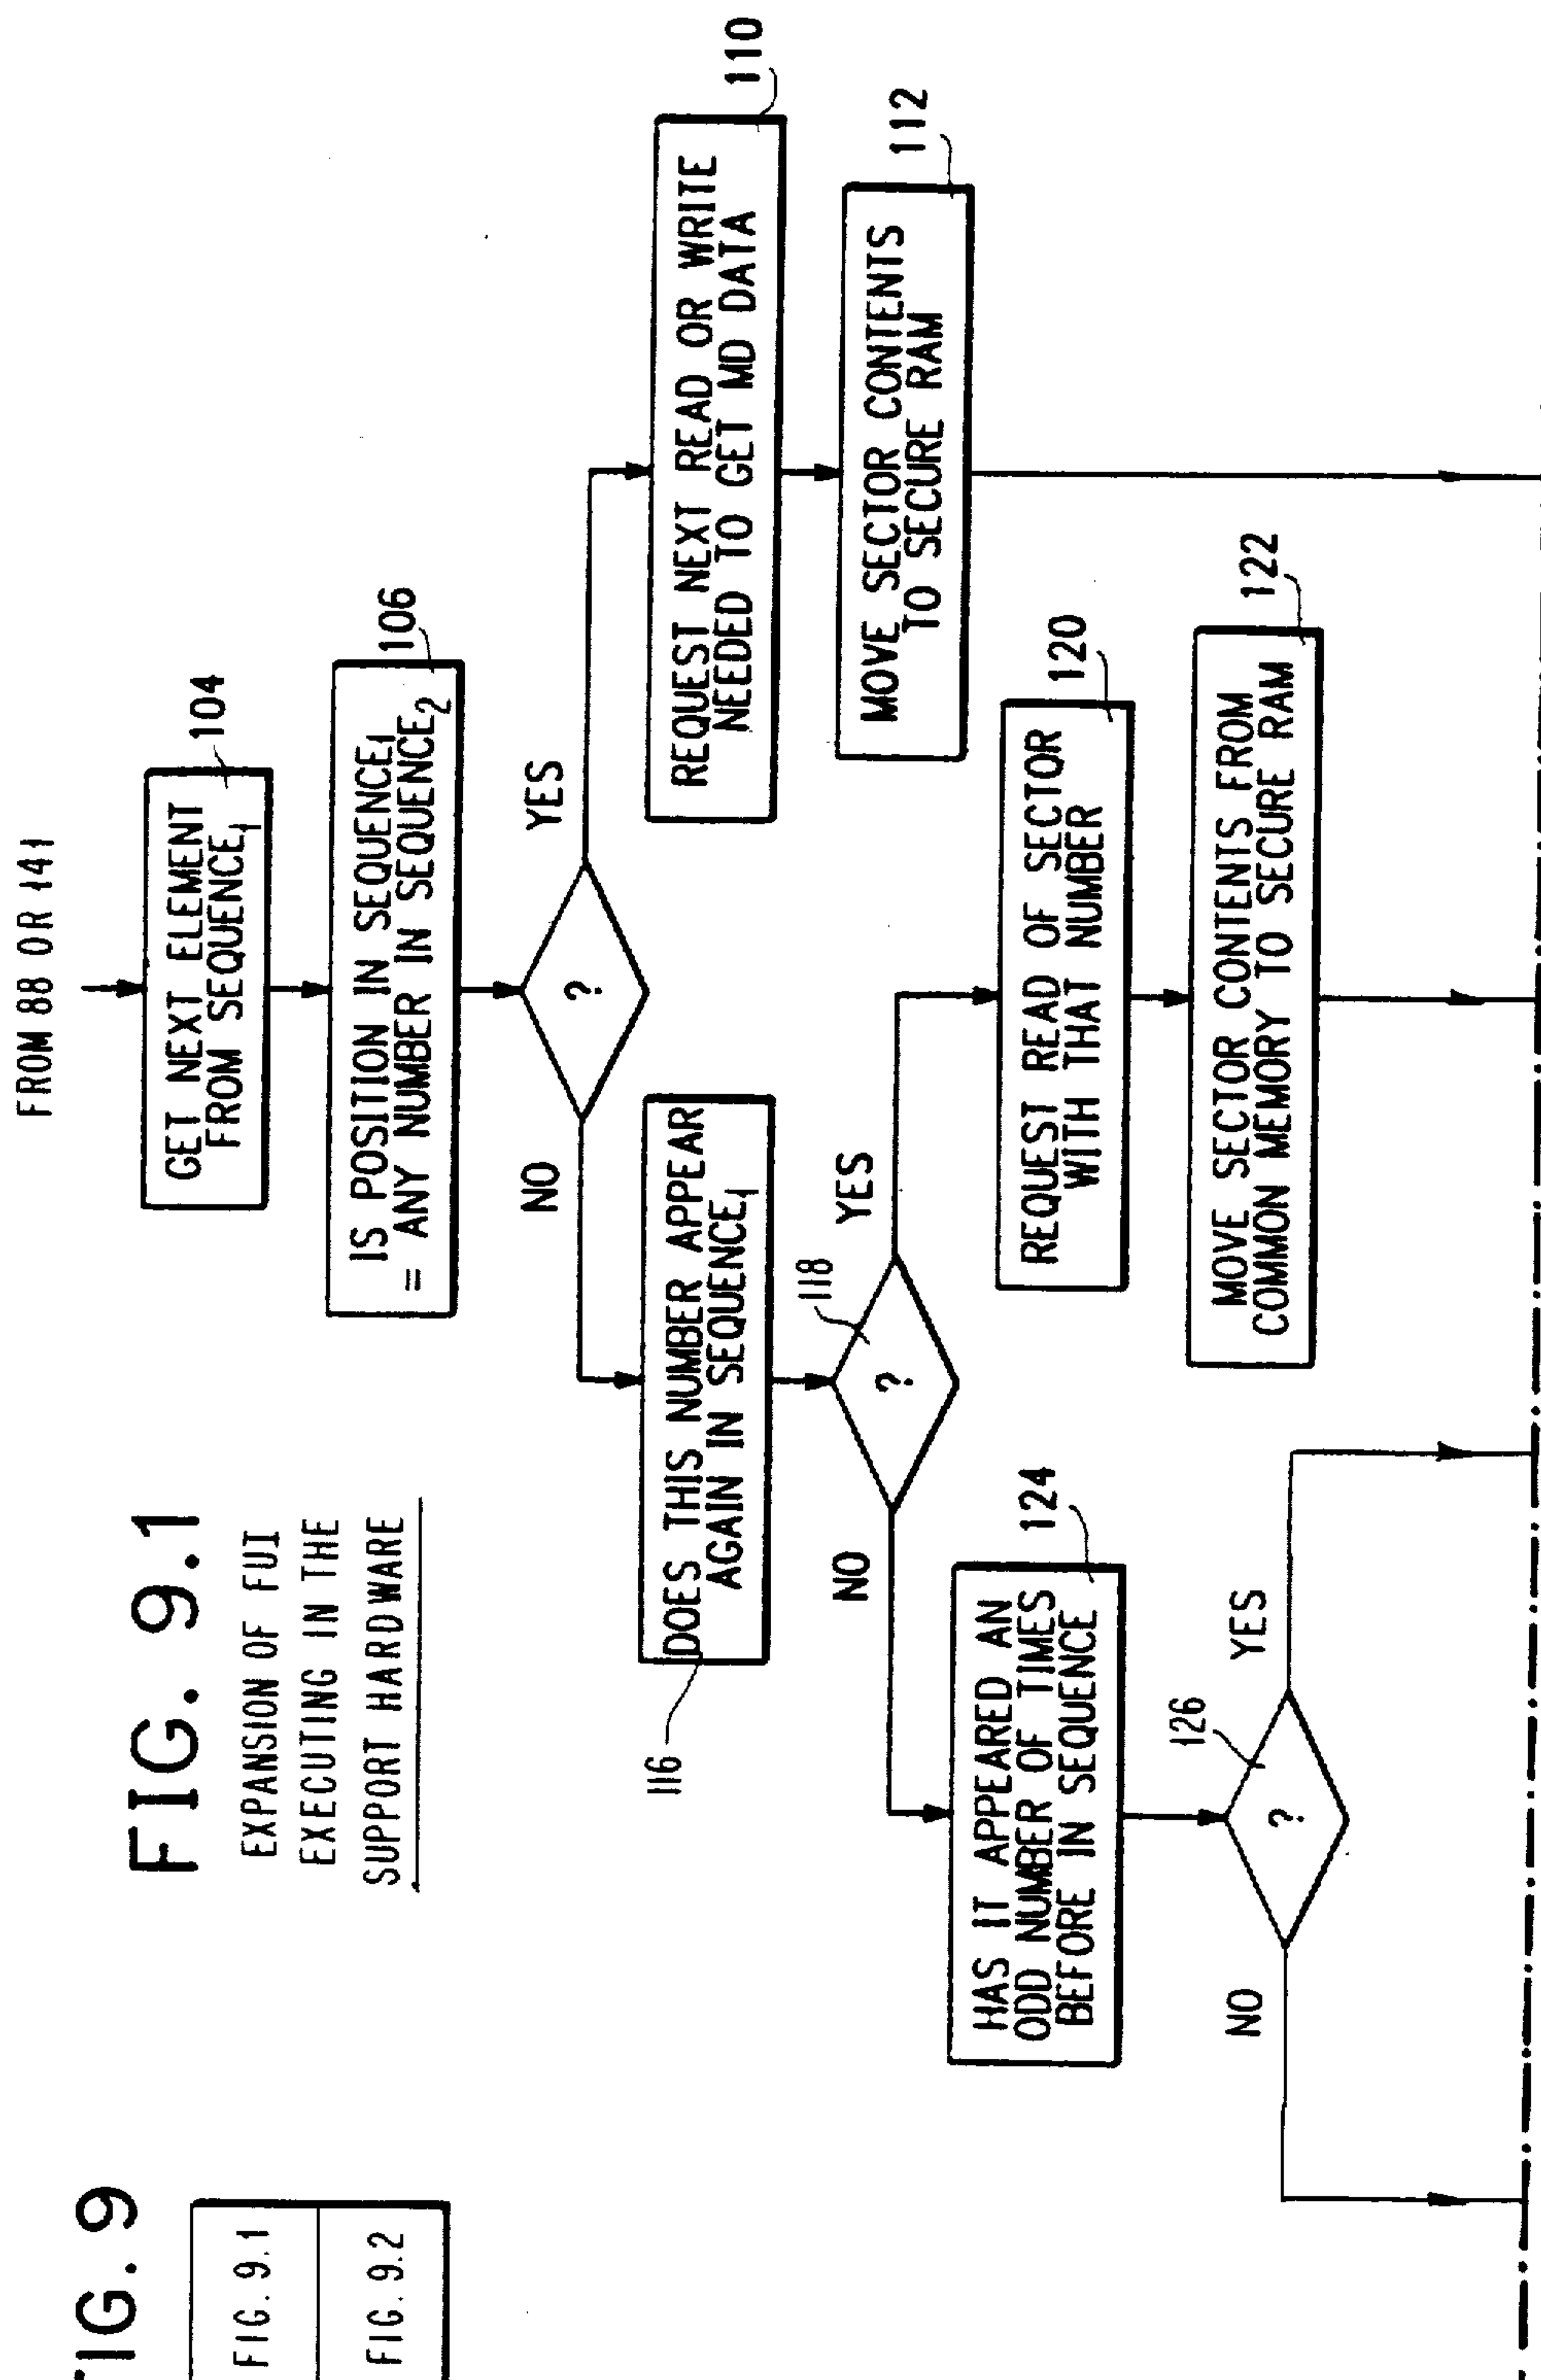 FIG. 9
FIG. 9.1
FIG. 9.2
FIG. 9.1
EXPANSION OF FUI
EXECUTING IN THE
SUPPORT HARDWARE
FROM 88 OR 141
GET NEXT ELEMENT
FROM SEQUENCE₁
104
IS POSITION IN SEQUENCE₁
= ANY NUMBER IN SEQUENCE₂
106
?
NO
YES
REQUEST NEXT READ OR WRITE
NEEDED TO GET MD DATA
110
MOVE SECTOR CONTENTS
TO SECURE RAM
112
116
DOES THIS NUMBER APPEAR
AGAIN IN SEQUENCE₁
118
?
NO
YES
REQUEST READ OF SECTOR
WITH THAT NUMBER
120
MOVE SECTOR CONTENTS FROM
COMMON MEMORY TO SECURE RAM
122
HAS IT APPEARED AN
ODD NUMBER OF TIMES
BEFORE IN SEQUENCE
124
126
?
NO
YES